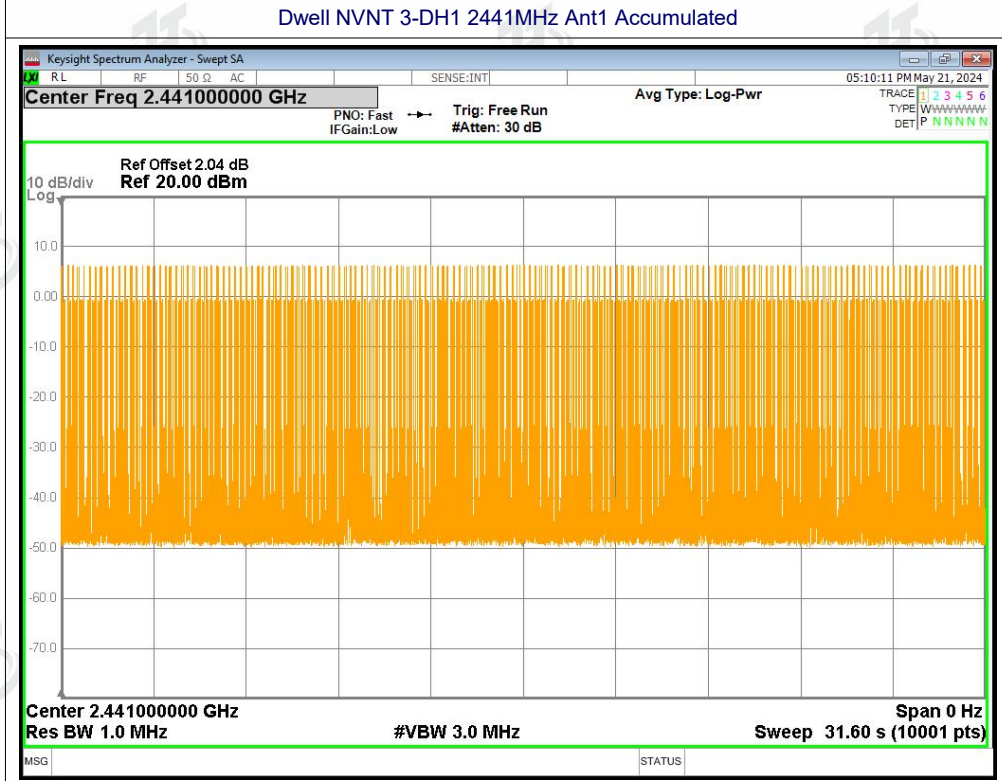 Dwell NVNT 3-DH1 2441MHz Ant1 Accumulated
Keysight Spectrum Analyzer - Swept SA
LXI RL RF 50 Ω AC SENSE:INT 05:10:11 PM May 21, 2024
Center Freq 2.441000000 GHz Avg Type: Log-Pwr TRACE 1 2 3 4 5 6
PNO: Fast Trig: Free Run TYPE WWWWWW
IFGain:Low #Atten: 30 dB DET P N N N N N
Ref Offset 2.04 dB
10 dB/div Ref 20.00 dBm
Log
10.0
0.00
-10.0
-20.0
-30.0
-40.0
-50.0
-60.0
-70.0
Center 2.441000000 GHz Span 0 Hz
Res BW 1.0 MHz #VBW 3.0 MHz Sweep 31.60 s (10001 pts)
MSG STATUS